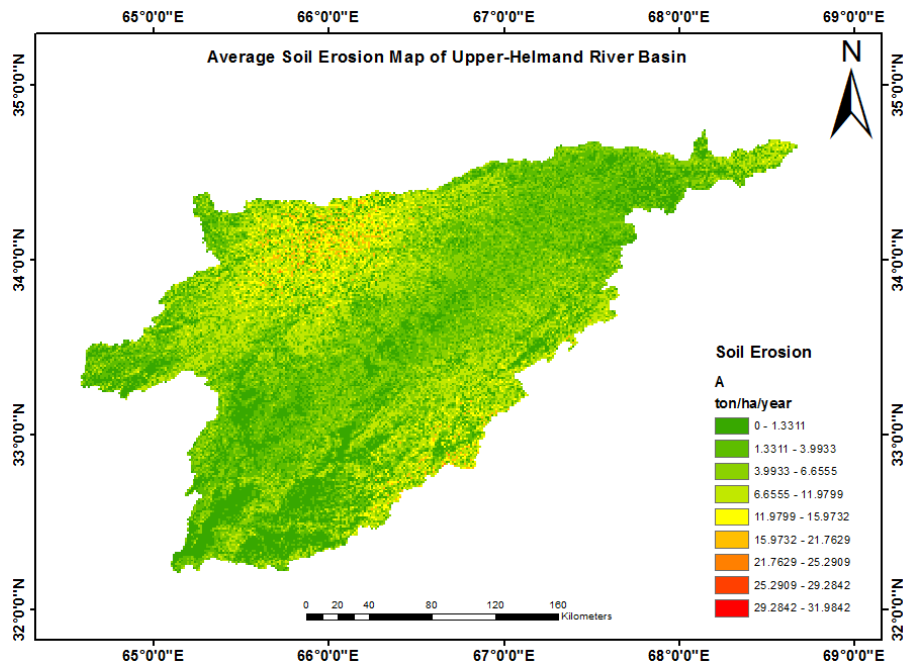 65°0'0"E 66°0'0"E 67°0'0"E 68°0'0"E 69°0'0"E
Average Soil Erosion Map of Upper-Helmand River Basin
N
35°0'0"N 35°0'0"N
34°0'0"N 34°0'0"N
33°0'0"N 33°0'0"N
32°0'0"N 32°0'0"N
Soil Erosion
A
ton/ha/year
0 - 1.3311
1.3311 - 3.9933
3.9933 - 6.6555
6.6555 - 11.9799
11.9799 - 15.9732
15.9732 - 21.7629
21.7629 - 25.2909
25.2909 - 29.2842
29.2842 - 31.9842
0 20 40 80 120 160
Kilometers
65°0'0"E 66°0'0"E 67°0'0"E 68°0'0"E 69°0'0"E